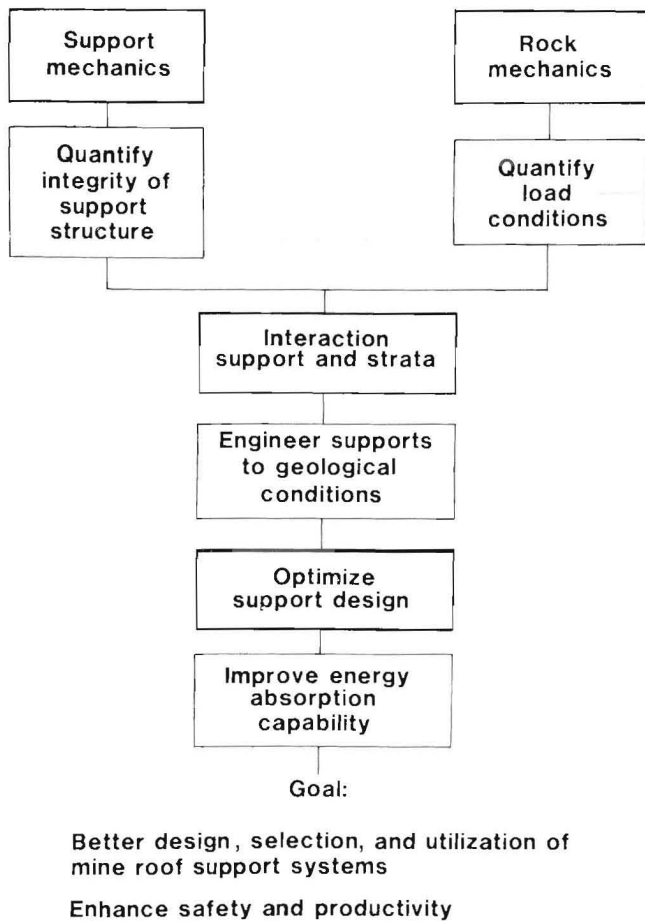 Support
mechanics
Rock
mechanics
Quantify
integrity of
support
structure
Quantify
load
conditions
Interaction
support and strata
Engineer supports
to geological
conditions
Optimize
support design
Improve energy
absorption
capability
Goal:
Better design, selection, and utilization of
mine roof support systems
Enhance safety and productivity